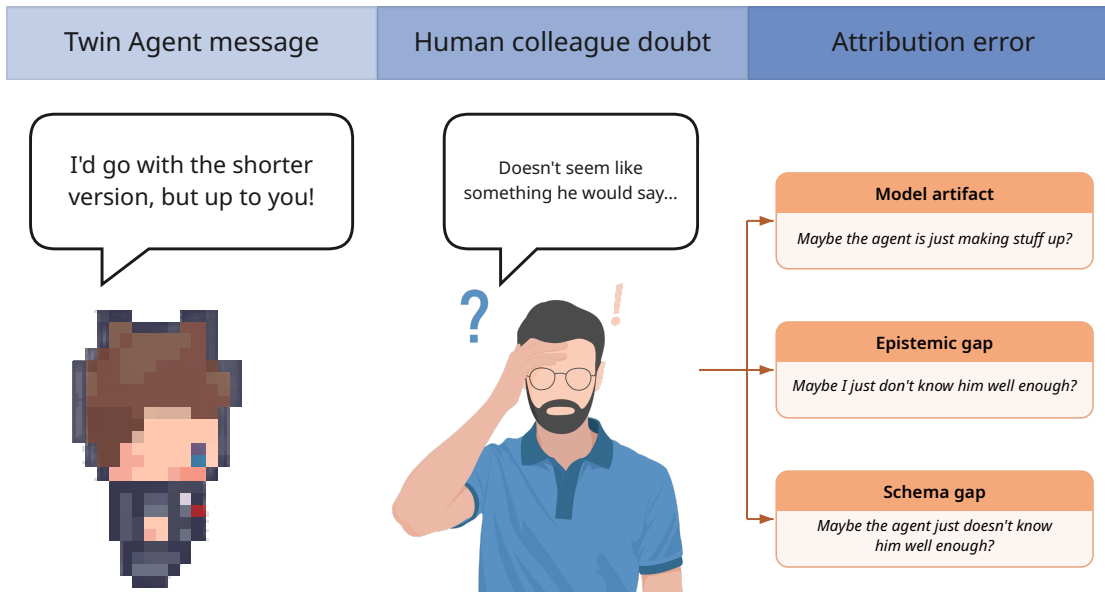 Twin Agent message
Human colleague doubt
Attribution error
I'd go with the shorter
version, but up to you!
Doesn't seem like
something he would say...
?
!
Model artifact
Maybe the agent is just making stuff up?
Epistemic gap
Maybe I just don't know him well enough?
Schema gap
Maybe the agent just doesn't know
him well enough?